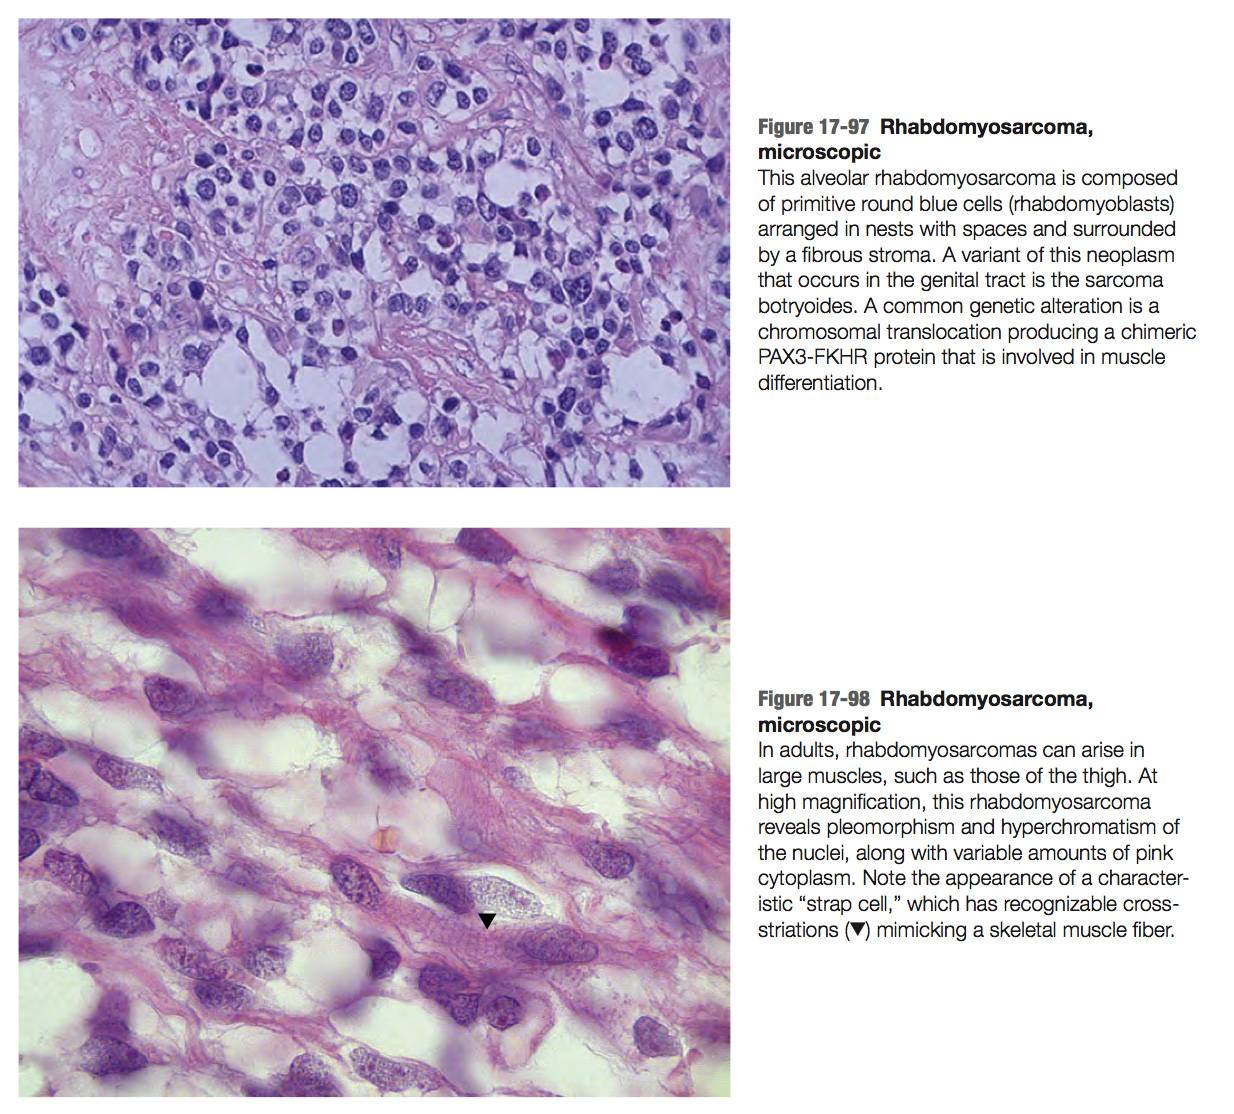 Figure 17-97 Rhabdomyosarcoma,
microscopic
This alveolar rhabdomyosarcoma is composed
of primitive round blue cells (rhabdomyoblasts)
arranged in nests with spaces and surrounded
by a fibrous stroma. A variant of this neoplasm
that occurs in the genital tract is the sarcoma
botryoides. A common genetic alteration is a
chromosomal translocation producing a chimeric
PAX3-FKHR protein that is involved in muscle
differentiation.
Figure 17-98 Rhabdomyosarcoma,
microscopic
In adults, rhabdomyosarcomas can arise in
large muscles, such as those of the thigh. At
high magnification, this rhabdomyosarcoma
reveals pleomorphism and hyperchromatism of
the nuclei, along with variable amounts of pink
cytoplasm. Note the appearance of a character-
istic “strap cell,” which has recognizable cross-
striations (▼) mimicking a skeletal muscle fiber.